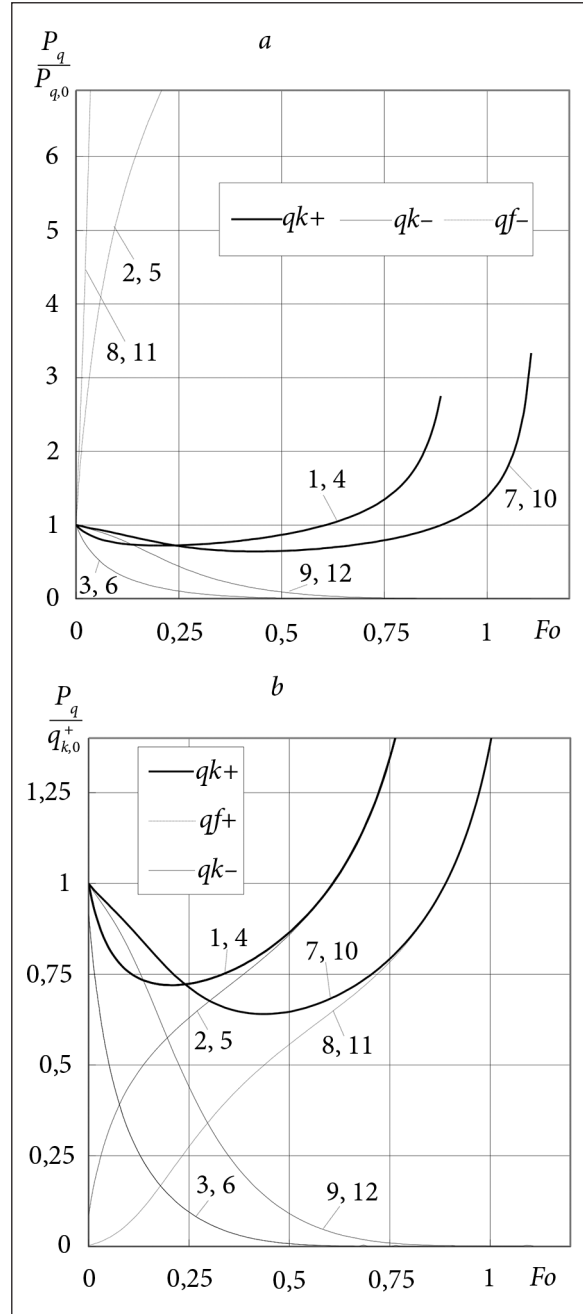 a
P_q
P_q,0
6
5
4
3
2
1
0
qk+ qk– qf–
2, 5
8, 11
1, 4
7, 10
3, 6
9, 12
0 0,25 0,5 0,75 1 Fo
b
P_q
q⁺_k,0
1,25
1
0,75
0,5
0,25
0
qk+
qf+
qk–
1, 4
7, 10
2, 5
8, 11
3, 6
9, 12
0 0,25 0,5 0,75 1 Fo